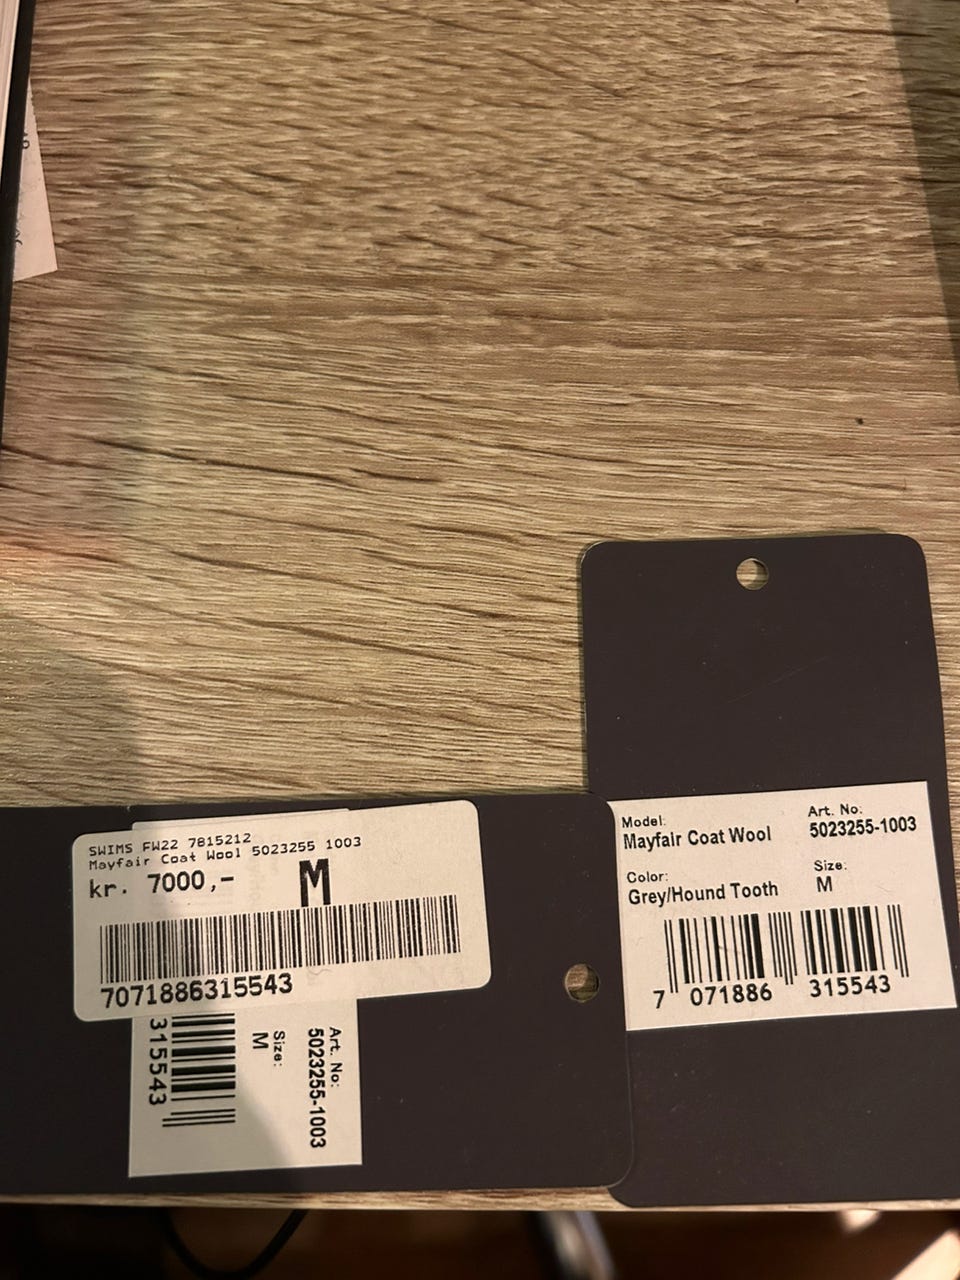 SWIMS FW22 7815212
Mayfair Coat Wool 5023255 1003
kr. 7000,- M
7071886315543
315543
Size:
M
Art. No:
5023255-1003
Model:
Mayfair Coat Wool
Art. No:
5023255-1003
Color:
Grey/Hound Tooth
Size:
M
7 071886 315543